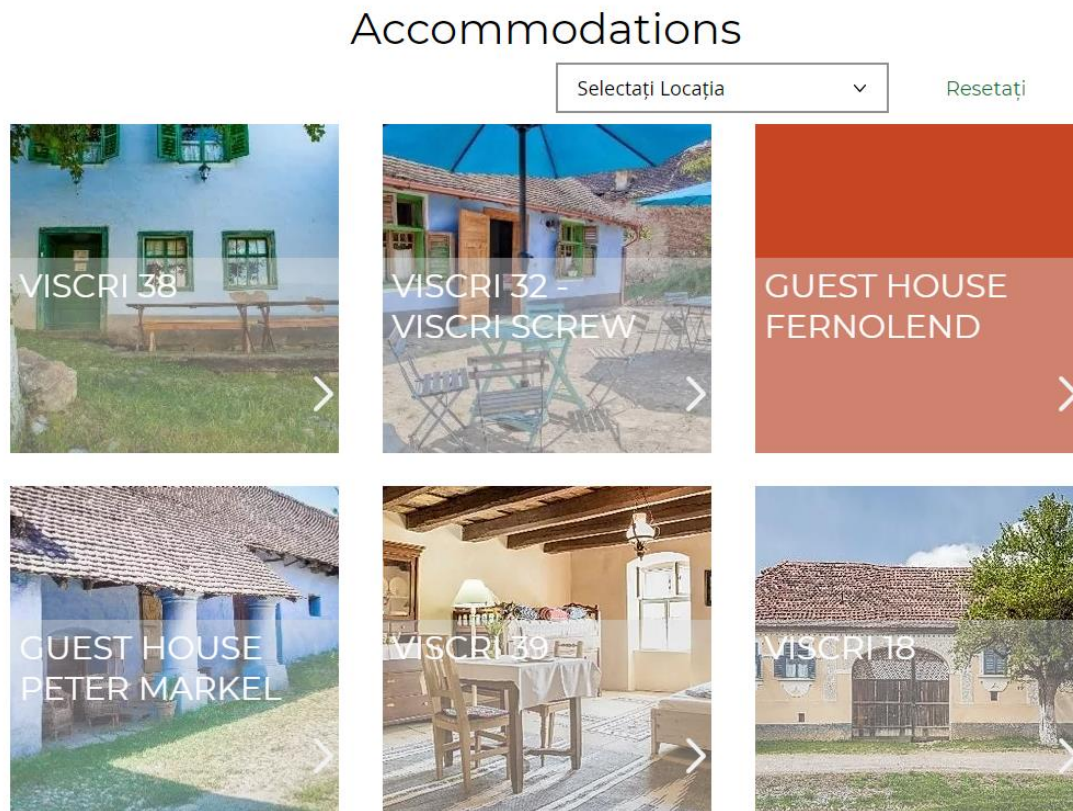 Accommodations
Selectați Locația
Resetați
VISCRI 38
VISCRI 32 -
VISCRI SCREW
GUEST HOUSE
FERNOLEND
GUEST HOUSE
PETER MARKEL
VISCRI 39
VISCRI 18